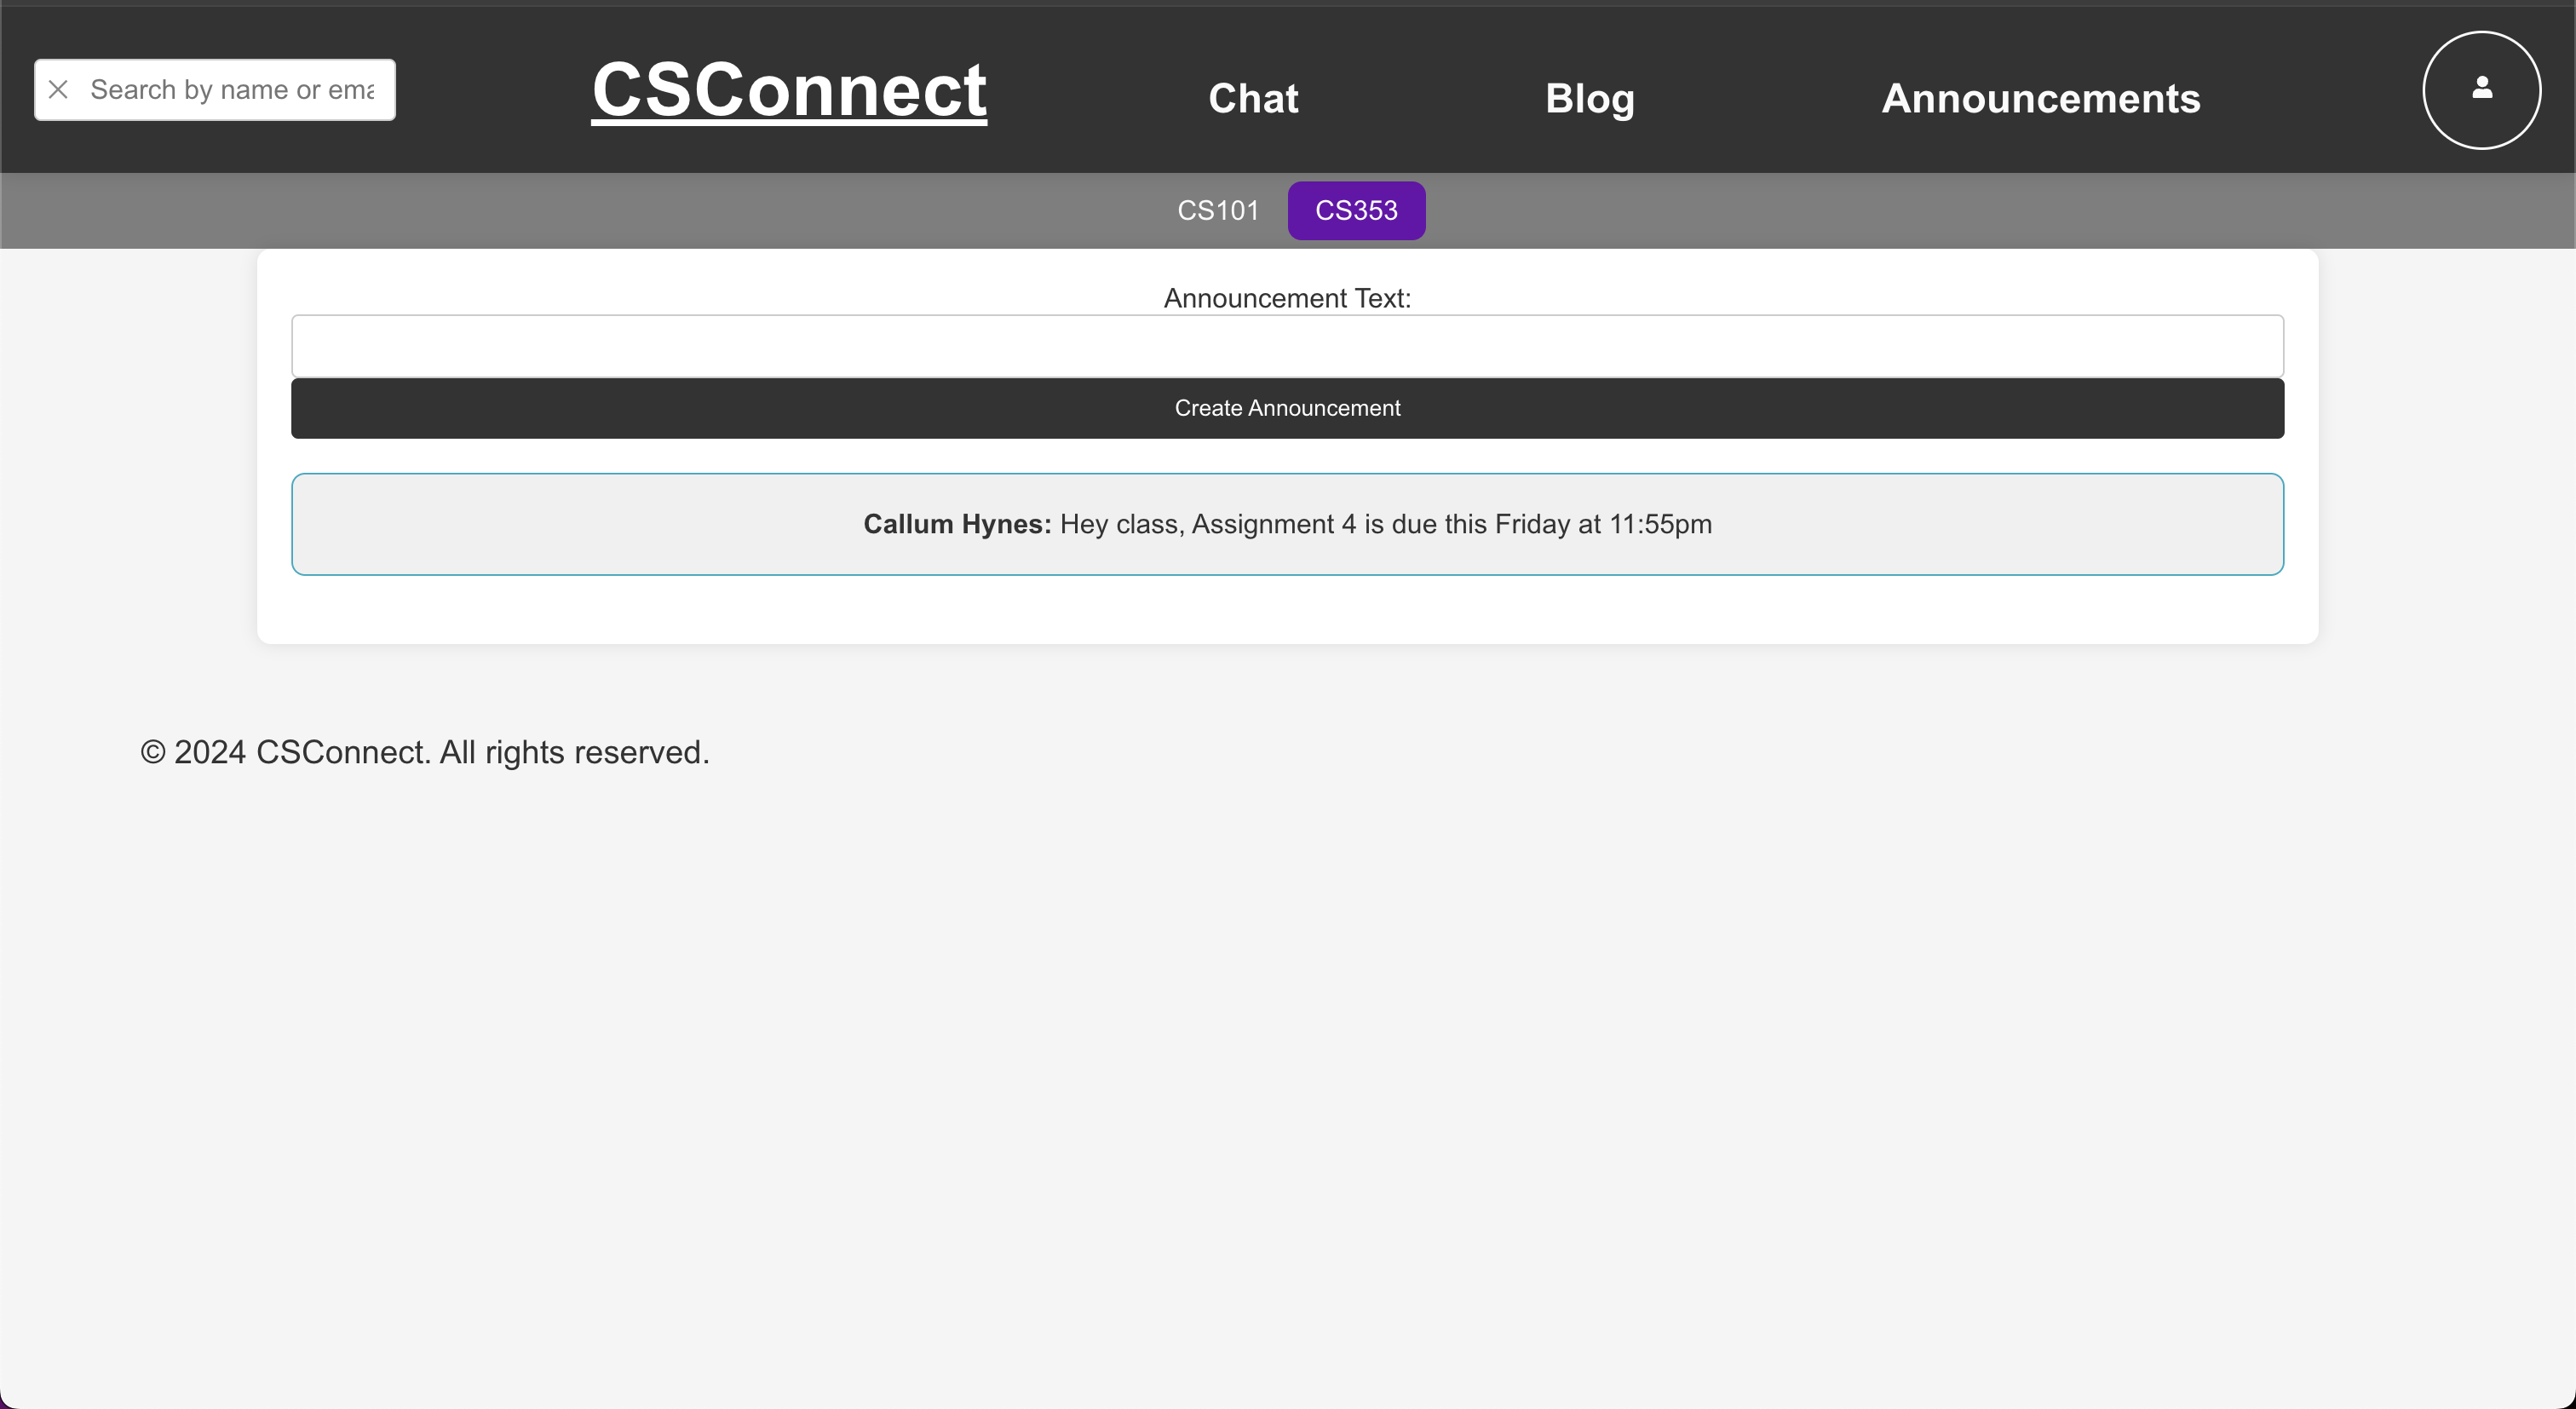 Search by name or ema
CSConnect
Chat
Blog
Announcements
CS101
CS353
Announcement Text:
Create Announcement
Callum Hynes: Hey class, Assignment 4 is due this Friday at 11:55pm
© 2024 CSConnect. All rights reserved.